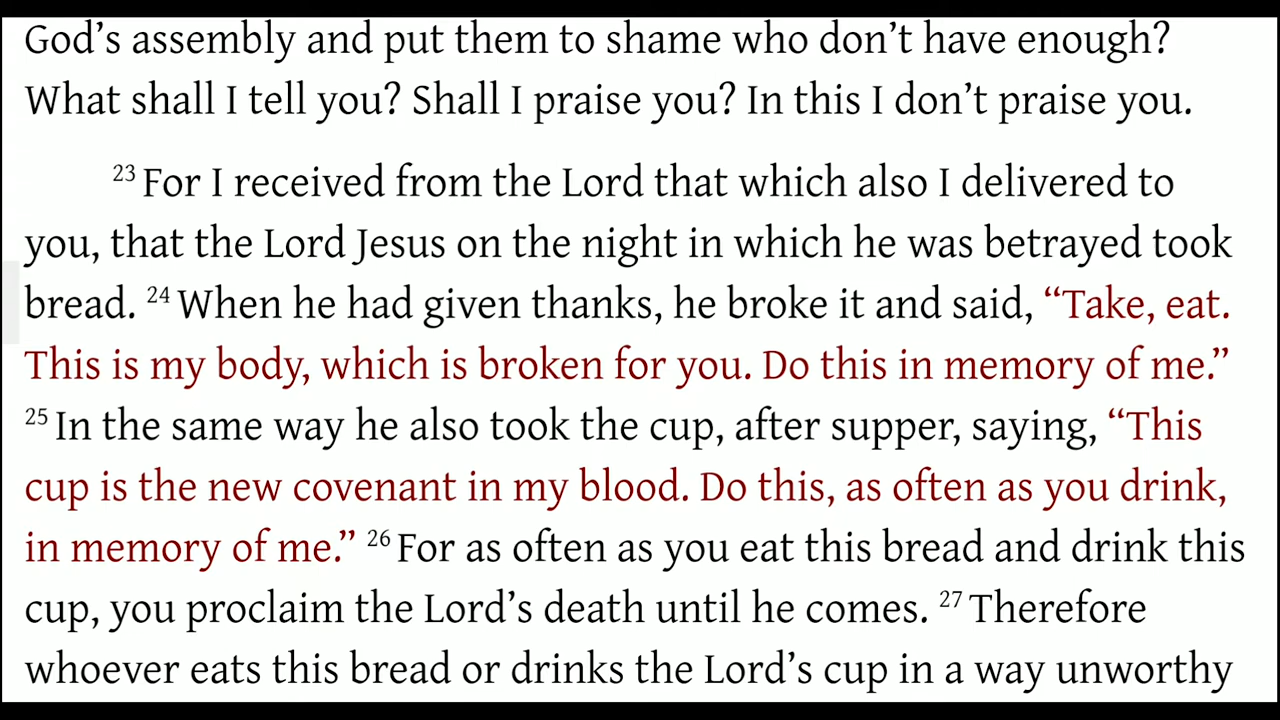 God’s assembly and put them to shame who don’t have enough?
What shall I tell you? Shall I praise you? In this I don’t praise you.
23 For I received from the Lord that which also I delivered to
you, that the Lord Jesus on the night in which he was betrayed took
bread. 24 When he had given thanks, he broke it and said, “Take, eat.
This is my body, which is broken for you. Do this in memory of me.”
25 In the same way he also took the cup, after supper, saying, “This
cup is the new covenant in my blood. Do this, as often as you drink,
in memory of me.” 26 For as often as you eat this bread and drink this
cup, you proclaim the Lord’s death until he comes. 27 Therefore
whoever eats this bread or drinks the Lord’s cup in a way unworthy